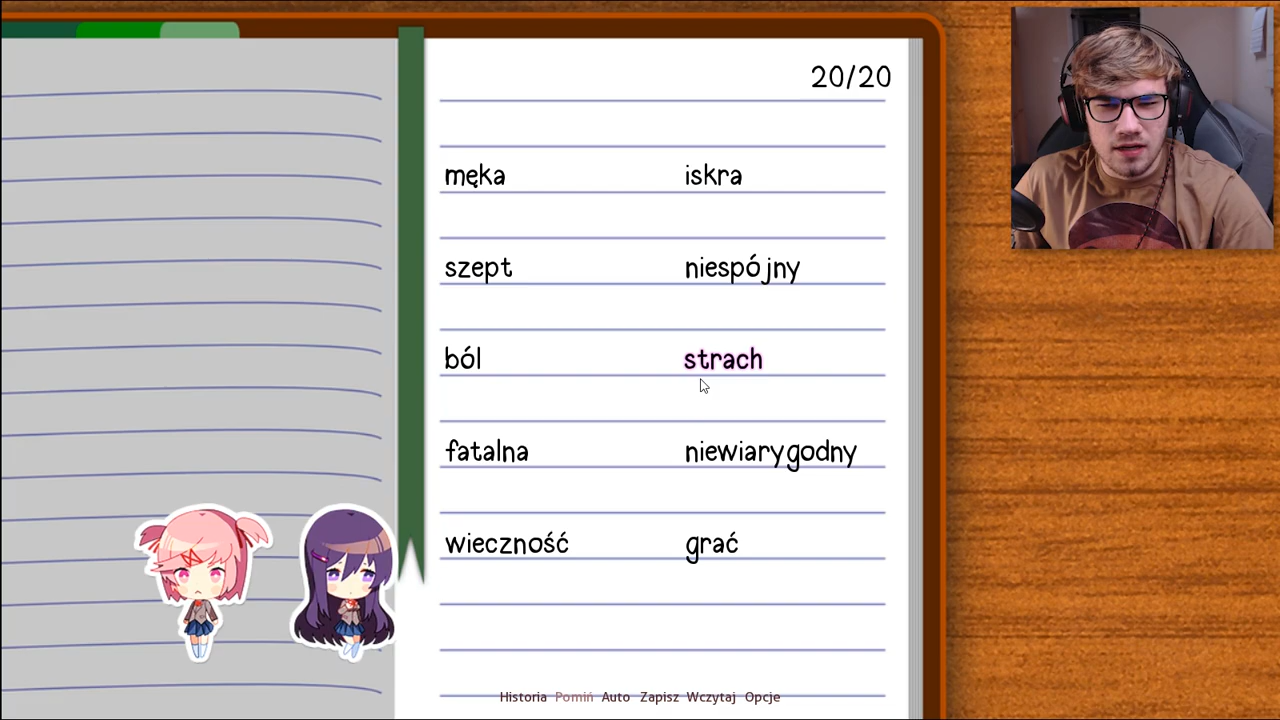 20/20
męka iskra
szept niespójny
ból strach
fatalna niewiarygodny
wieczność grać
Historia Pomiń Auto Zapisz Wczytaj Opcje